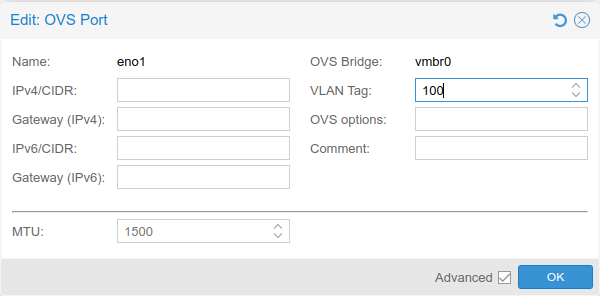 Edit: OVS Port
Name: eno1
OVS Bridge: vmbr0
IPv4/CIDR:
VLAN Tag: 100
Gateway (IPv4):
OVS options:
IPv6/CIDR:
Comment:
Gateway (IPv6):
MTU: 1500
Advanced
OK